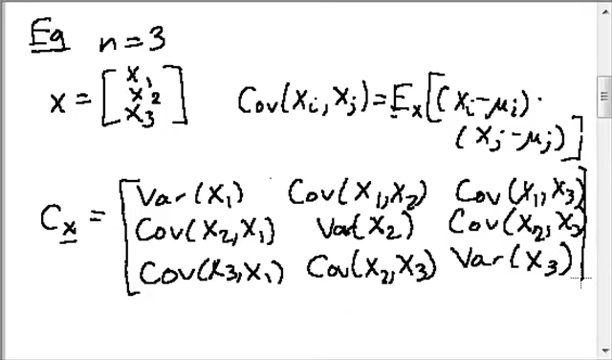 Eg n = 3
x = [ x1 x2 x3 ] Cov(xi, xj) = Ex[(xi - μi) ·
(xj - μj)]
Cx = [ Var(x1) Cov(x1, x2) Cov(x1, x3)
Cov(x2, x1) Var(x2) Cov(x2, x3)
Cov(x3, x1) Cov(x2, x3) Var(x3) ]